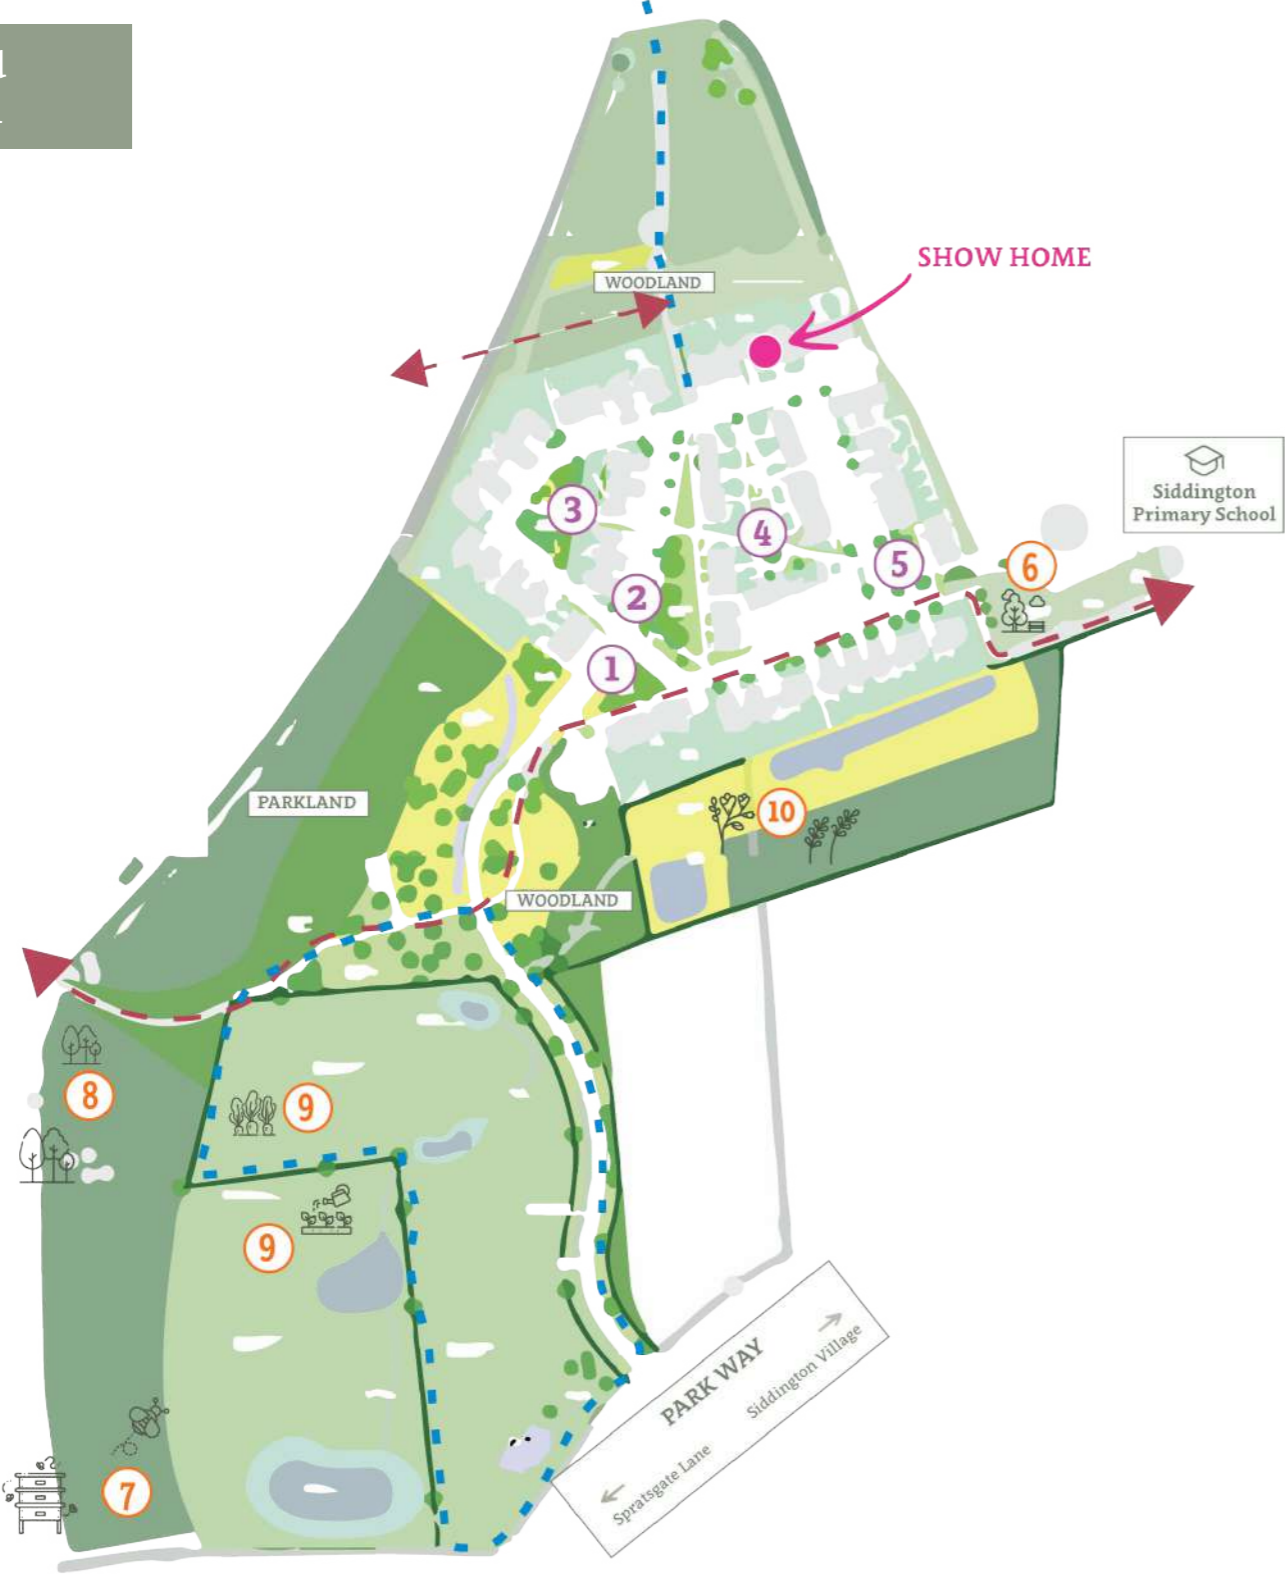 SHOW HOME
WOODLAND
Siddington
Primary School
3
4
5
6
2
1
PARKLAND
10
WOODLAND
8
9
9
PARK WAY
Siddington Village
Spratsgate Lane
7